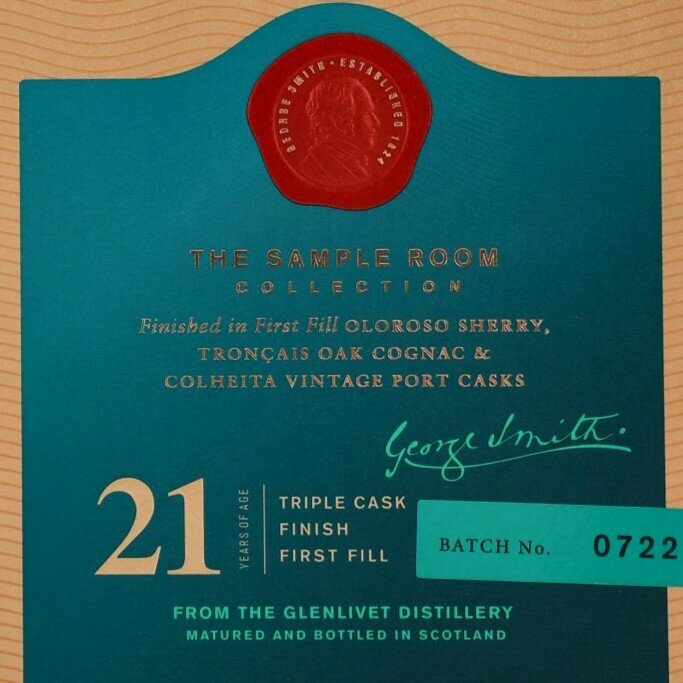 GEORGE SMITH · ESTABLISHED 1824
THE SAMPLE ROOM
COLLECTION
Finished in First Fill OLOROSO SHERRY,
TRONÇAIS OAK COGNAC &
COLHEITA VINTAGE PORT CASKS
George Smith.
21
YEARS OF AGE
TRIPLE CASK
FINISH
FIRST FILL
BATCH No. 0722
FROM THE GLENLIVET DISTILLERY
MATURED AND BOTTLED IN SCOTLAND